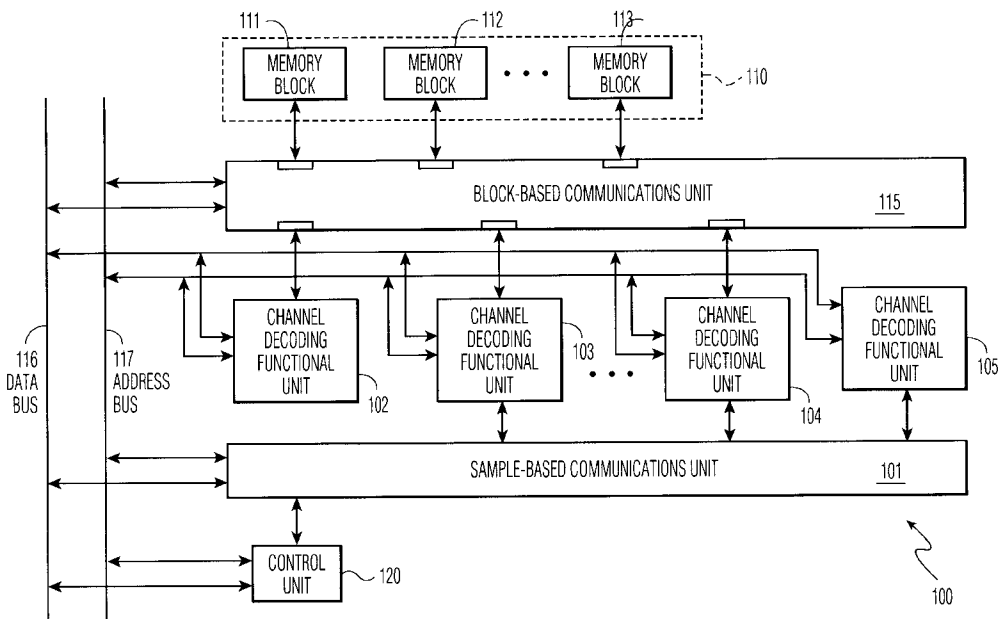 111
112
113
MEMORY
BLOCK
MEMORY
BLOCK
MEMORY
BLOCK
110
BLOCK-BASED COMMUNICATIONS UNIT
115
CHANNEL
DECODING
FUNCTIONAL
UNIT
102
CHANNEL
DECODING
FUNCTIONAL
UNIT
103
CHANNEL
DECODING
FUNCTIONAL
UNIT
104
CHANNEL
DECODING
FUNCTIONAL
UNIT
105
116
DATA
BUS
117
ADDRESS
BUS
SAMPLE-BASED COMMUNICATIONS UNIT
101
CONTROL
UNIT
120
100